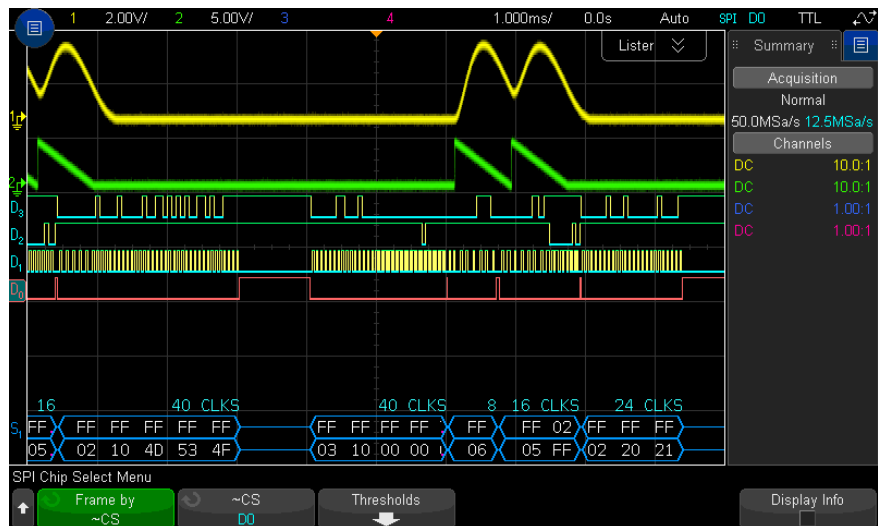 1 2.00V/ 2 5.00V/ 3 4 1.000ms/ 0.0s Auto SPI D0 TTL
Lister
Summary
Acquisition
Normal
50.0MSa/s 12.5MSa/s
Channels
DC 10.0:1
DC 10.0:1
DC 1.00:1
DC 1.00:1
1
2
D3
D2
D1
D0
16 40 CLKS 40 CLKS 8 16 CLKS 24 CLKS
S1 FF FF FF FF FF FF FF FF FF FF FF FF 02 FF FF FF
05 02 10 4D 53 4F 03 10 00 00 06 05 FF 02 20 21
SPI Chip Select Menu
Frame by
~CS
~CS
D0
Thresholds
Display Info